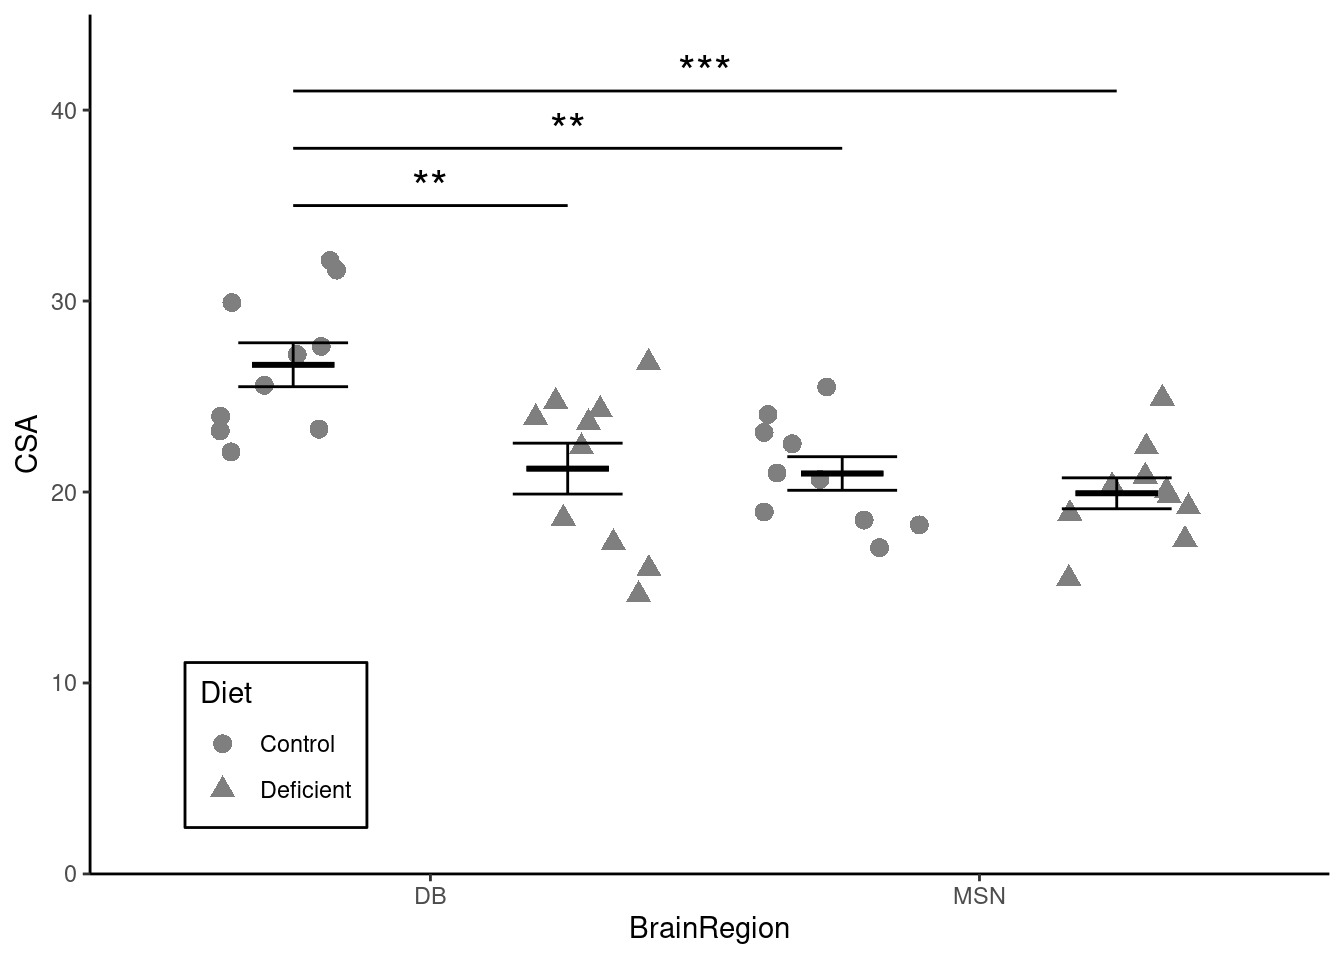 ***
40
**
**
30
CSA
20
10
Diet
Control
Deficient
0
DB MSN
BrainRegion